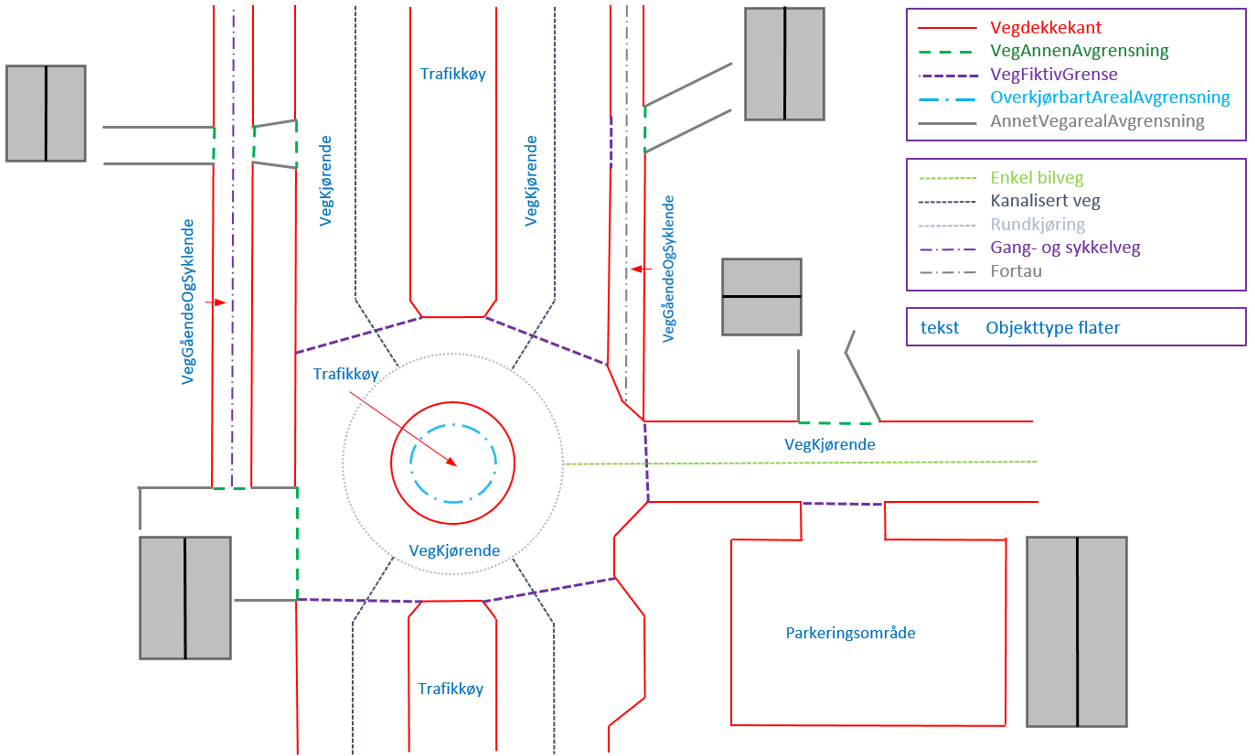 Trafikkøy
VegKjørende
VegKjørende
VegGåendeOgSyklende
VegGåendeOgSyklende
Trafikkøy
VegKjørende
VegKjørende
Parkeringsområde
Trafikkøy
Vegdekkekant
VegAnnenAvgrensning
VegFiktivGrense
OverkjørbartArealAvgrensning
AnnetVegarealAvgrensning
Enkel bilveg
Kanalisert veg
Rundkjøring
Gang- og sykkelveg
Fortau
tekst Objekttype flater